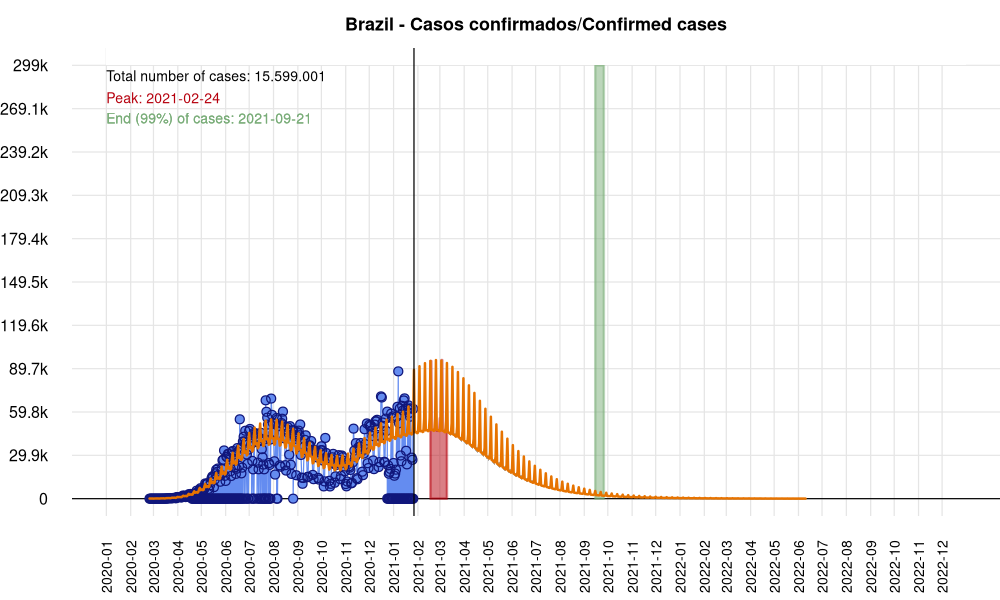 Brazil - Casos confirmados/Confirmed cases
Total number of cases: 15.599.001
Peak: 2021-02-24
End (99%) of cases: 2021-09-21
299k
269.1k
239.2k
209.3k
179.4k
149.5k
119.6k
89.7k
59.8k
29.9k
0
2020-01
2020-02
2020-03
2020-04
2020-05
2020-06
2020-07
2020-08
2020-09
2020-10
2020-11
2020-12
2021-01
2021-02
2021-03
2021-04
2021-05
2021-06
2021-07
2021-08
2021-09
2021-10
2021-11
2021-12
2022-01
2022-02
2022-03
2022-04
2022-05
2022-06
2022-07
2022-08
2022-09
2022-10
2022-11
2022-12